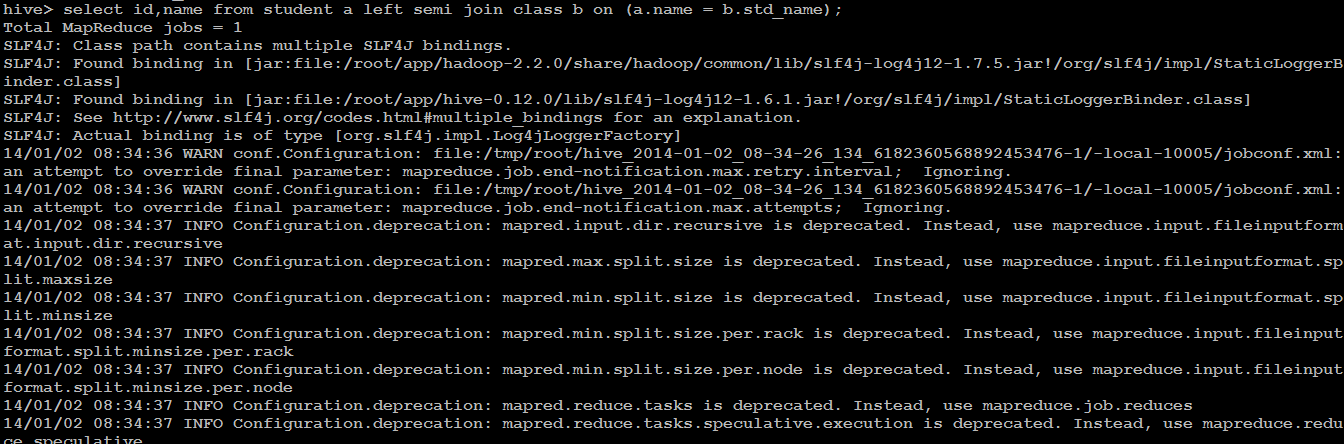 hive> select id,name from student a left semi join class b on (a.name = b.std_name);
Total MapReduce jobs = 1
SLF4J: Class path contains multiple SLF4J bindings.
SLF4J: Found binding in [jar:file:/root/app/hadoop-2.2.0/share/hadoop/common/lib/slf4j-log4j12-1.7.5.jar!/org/slf4j/impl/StaticLoggerB
inder.class]
SLF4J: Found binding in [jar:file:/root/app/hive-0.12.0/lib/slf4j-log4j12-1.6.1.jar!/org/slf4j/impl/StaticLoggerBinder.class]
SLF4J: See http://www.slf4j.org/codes.html#multiple_bindings for an explanation.
SLF4J: Actual binding is of type [org.slf4j.impl.Log4jLoggerFactory]
14/01/02 08:34:36 WARN conf.Configuration: file:/tmp/root/hive_2014-01-02_08-34-26_134_6182360568892453476-1/-local-10005/jobconf.xml:
an attempt to override final parameter: mapreduce.job.end-notification.max.retry.interval;  Ignoring.
14/01/02 08:34:36 WARN conf.Configuration: file:/tmp/root/hive_2014-01-02_08-34-26_134_6182360568892453476-1/-local-10005/jobconf.xml:
an attempt to override final parameter: mapreduce.job.end-notification.max.attempts;  Ignoring.
14/01/02 08:34:37 INFO Configuration.deprecation: mapred.input.dir.recursive is deprecated. Instead, use mapreduce.input.fileinputform
at.input.dir.recursive
14/01/02 08:34:37 INFO Configuration.deprecation: mapred.max.split.size is deprecated. Instead, use mapreduce.input.fileinputformat.sp
lit.maxsize
14/01/02 08:34:37 INFO Configuration.deprecation: mapred.min.split.size is deprecated. Instead, use mapreduce.input.fileinputformat.sp
lit.minsize
14/01/02 08:34:37 INFO Configuration.deprecation: mapred.min.split.size.per.rack is deprecated. Instead, use mapreduce.input.fileinput
format.split.minsize.per.rack
14/01/02 08:34:37 INFO Configuration.deprecation: mapred.min.split.size.per.node is deprecated. Instead, use mapreduce.input.fileinput
format.split.minsize.per.node
14/01/02 08:34:37 INFO Configuration.deprecation: mapred.reduce.tasks is deprecated. Instead, use mapreduce.job.reduces
14/01/02 08:34:37 INFO Configuration.deprecation: mapred.reduce.tasks.speculative.execution is deprecated. Instead, use mapreduce.redu
ce.speculative